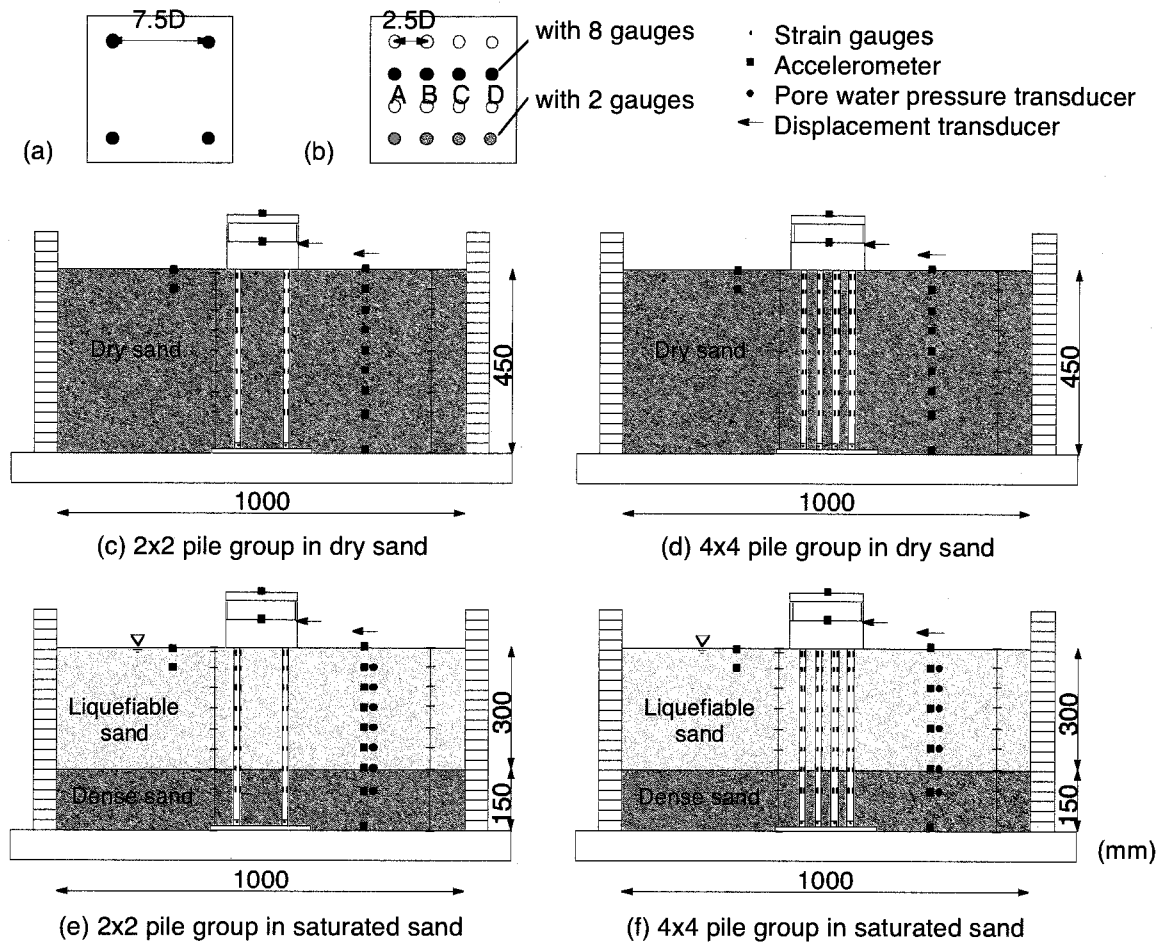 7.5D
(a)
2.5D
A B C D
(b)
with 8 gauges
with 2 gauges
Strain gauges
Accelerometer
Pore water pressure transducer
Displacement transducer
Dry sand
450
1000
(c) 2x2 pile group in dry sand
Dry sand
450
1000
(d) 4x4 pile group in dry sand
Liquefiable
sand
Dense sand
300
150
1000
(e) 2x2 pile group in saturated sand
Liquefiable
sand
Dense sand
300
150
(mm)
1000
(f) 4x4 pile group in saturated sand